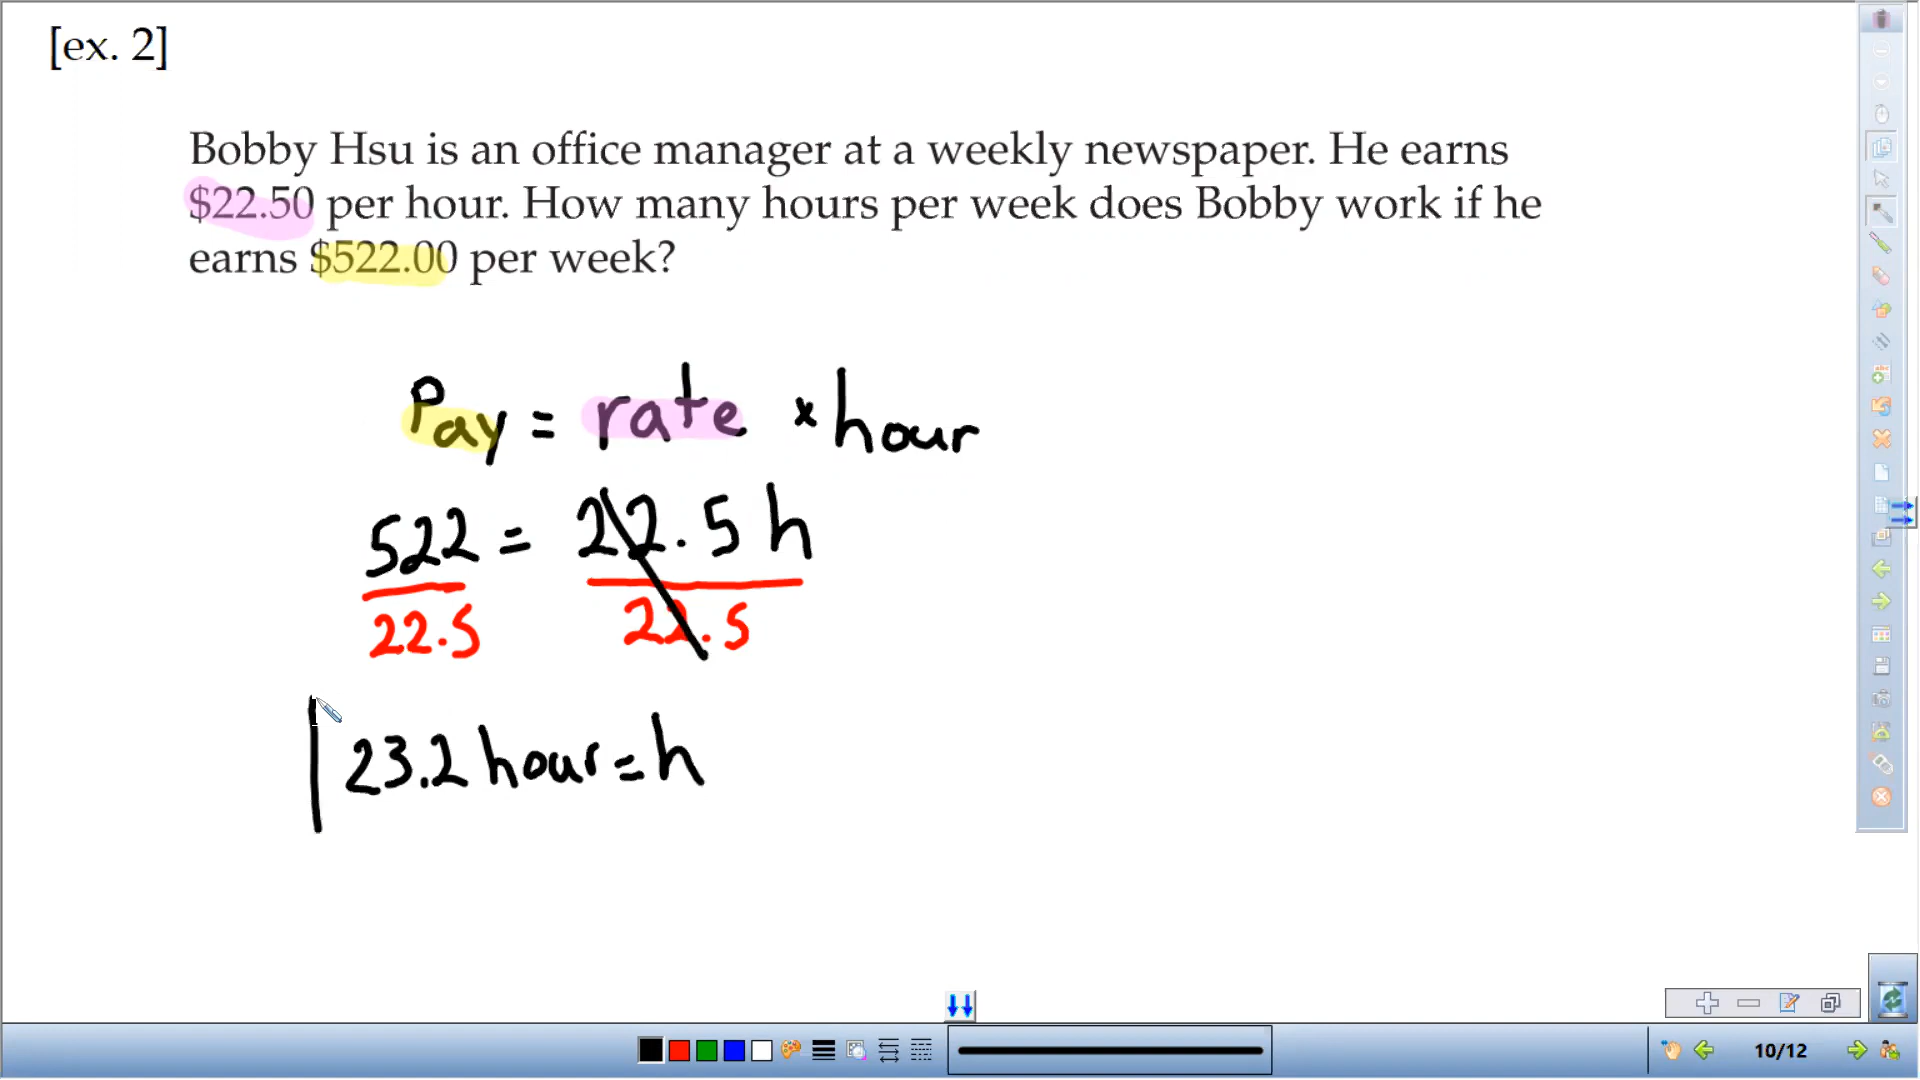 [ex. 2]
Bobby Hsu is an office manager at a weekly newspaper. He earns
$22.50 per hour. How many hours per week does Bobby work if he
earns $522.00 per week?
Pay = rate × hour
522 = 22.5 h
22.5 22.5
23.2 hour = h
10/12